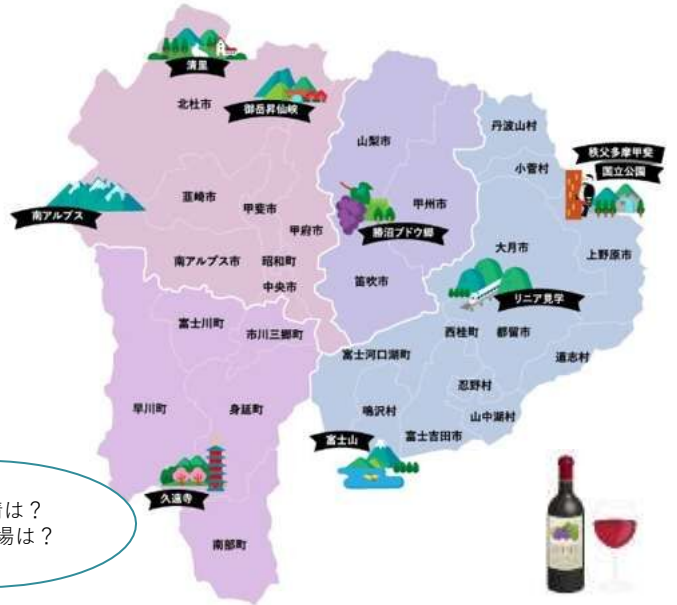 清里
北杜市
御岳昇仙峡
丹波山村
山梨市
秩父多摩甲斐
国立公園
小菅村
南アルプス
韮崎市
甲斐市
甲州市
甲府市
勝沼ブドウ郷
大月市
上野原市
南アルプス市
昭和町
中央市
笛吹市
リニア見学
富士川町
市川三郷町
西桂町
都留市
富士河口湖町
道志村
忍野村
早川町
身延町
鳴沢村
山中湖村
富士山
富士吉田市
久遠寺
情は？
場は？
南部町